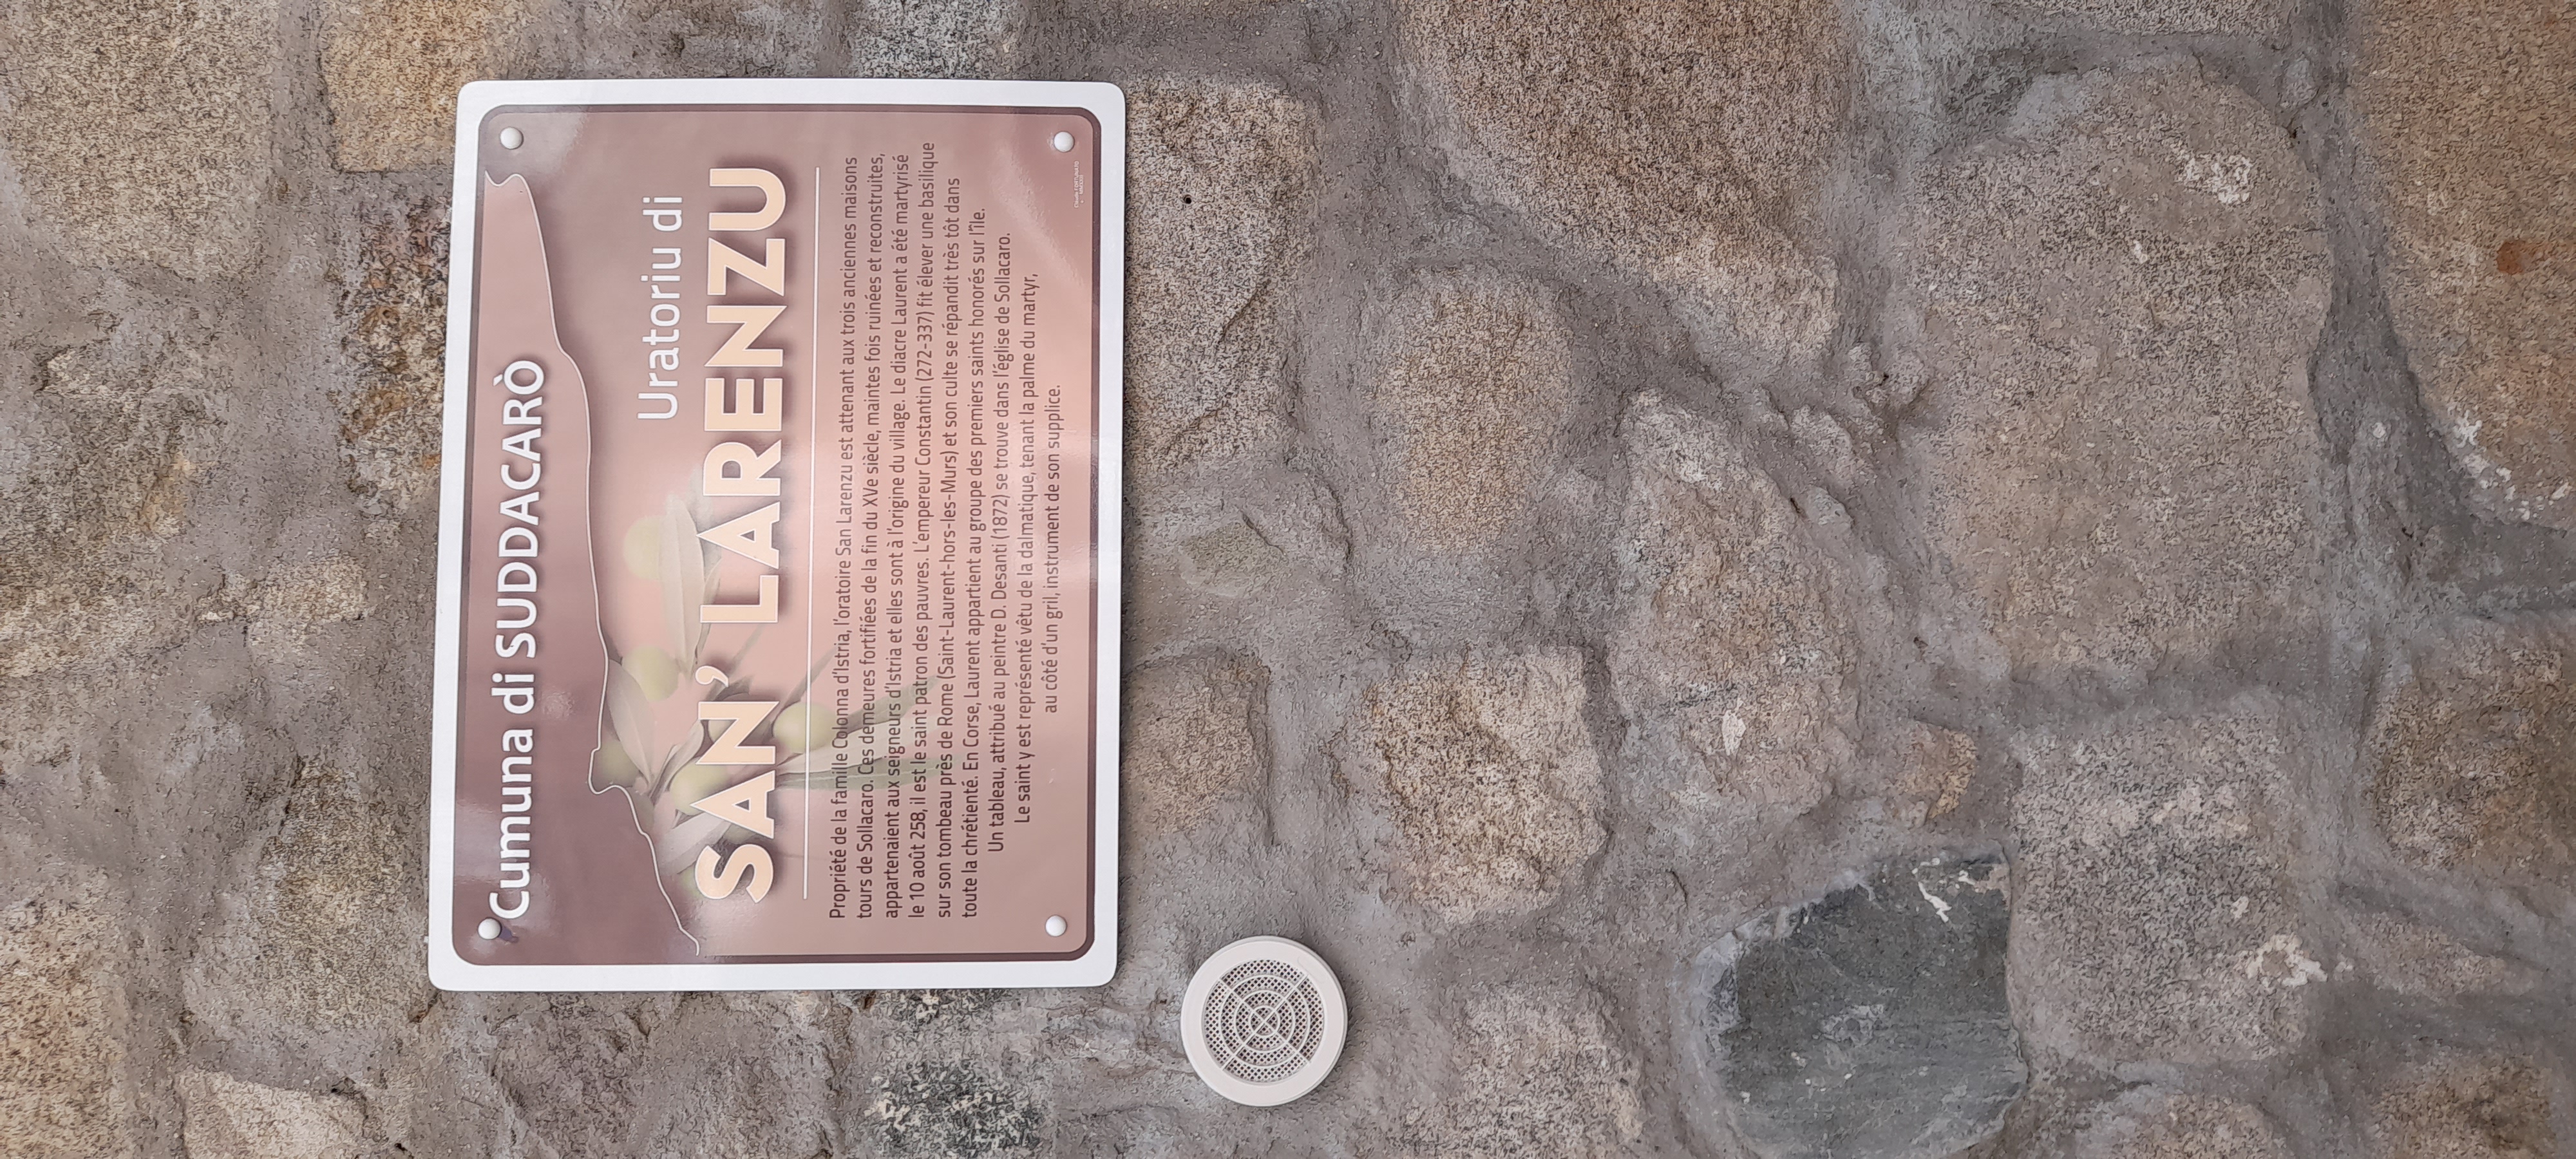 Cumuna di SUDDACARÒ
Uratoriu di
SAN' LARENZU
Propriété de la famille Colonna d'Istria, l'oratoire San Larenzu est attenant aux trois anciennes maisons
tours de Sollacaro. Ces demeures fortifiées de la fin du XVe siècle, maintes fois ruinées et reconstruites,
appartenaient aux seigneurs d'Istria et elles sont à l'origine du village. Le diacre Laurent a été martyrisé
le 10 août 258, il est le saint patron des pauvres. L'empereur Constantin (272-337) fit élever une basilique
sur son tombeau près de Rome (Saint-Laurent-hors-les-Murs) et son culte se répandit très tôt dans
toute la chrétienté. En Corse, Laurent appartient au groupe des premiers saints honorés sur l'île.
Un tableau, attribué au peintre D. Desanti (1872) se trouve dans l'église de Sollacaro.
Le saint y est représenté vêtu de la dalmatique, tenant la palme du martyr,
au côté d'un gril, instrument de son supplice.